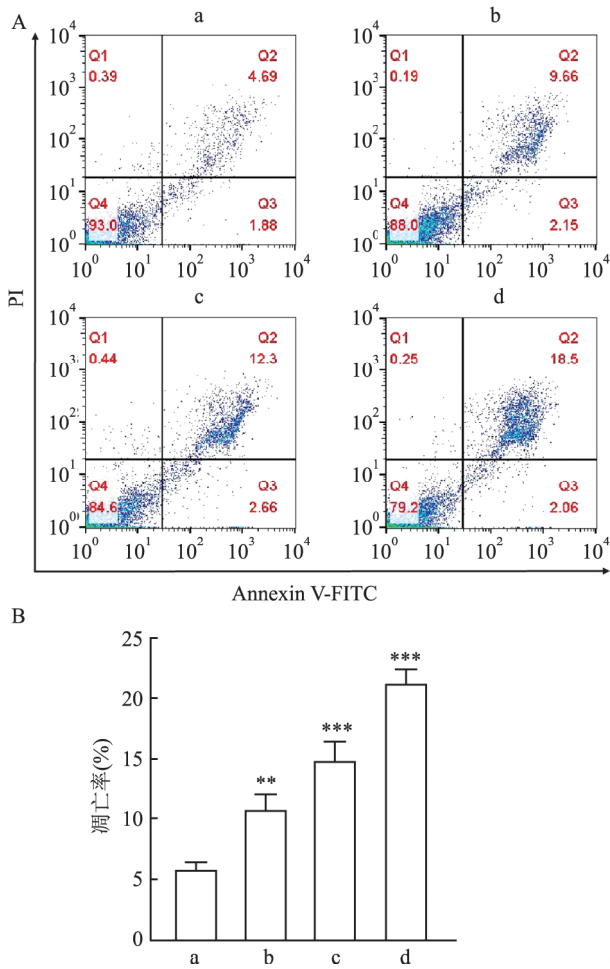 A
a
b
10⁴
10³
10²
10¹
10⁰
Q1
0.39
Q2
4.69
Q4
93.0
Q3
1.88
10⁰ 10¹ 10² 10³ 10⁴
10⁴
10³
10²
10¹
10⁰
Q1
0.19
Q2
9.66
Q4
88.0
Q3
2.15
10⁰ 10¹ 10² 10³ 10⁴
c
d
10⁴
10³
10²
10¹
10⁰
Q1
0.44
Q2
12.3
Q4
84.6
Q3
2.66
10⁰ 10¹ 10² 10³ 10⁴
10⁴
10³
10²
10¹
10⁰
Q1
0.25
Q2
18.5
Q4
79.2
Q3
2.06
10⁰ 10¹ 10² 10³ 10⁴
PI
Annexin V-FITC
B
凋亡率(%)
25
20
15
10
5
0
**
***
***
a b c d